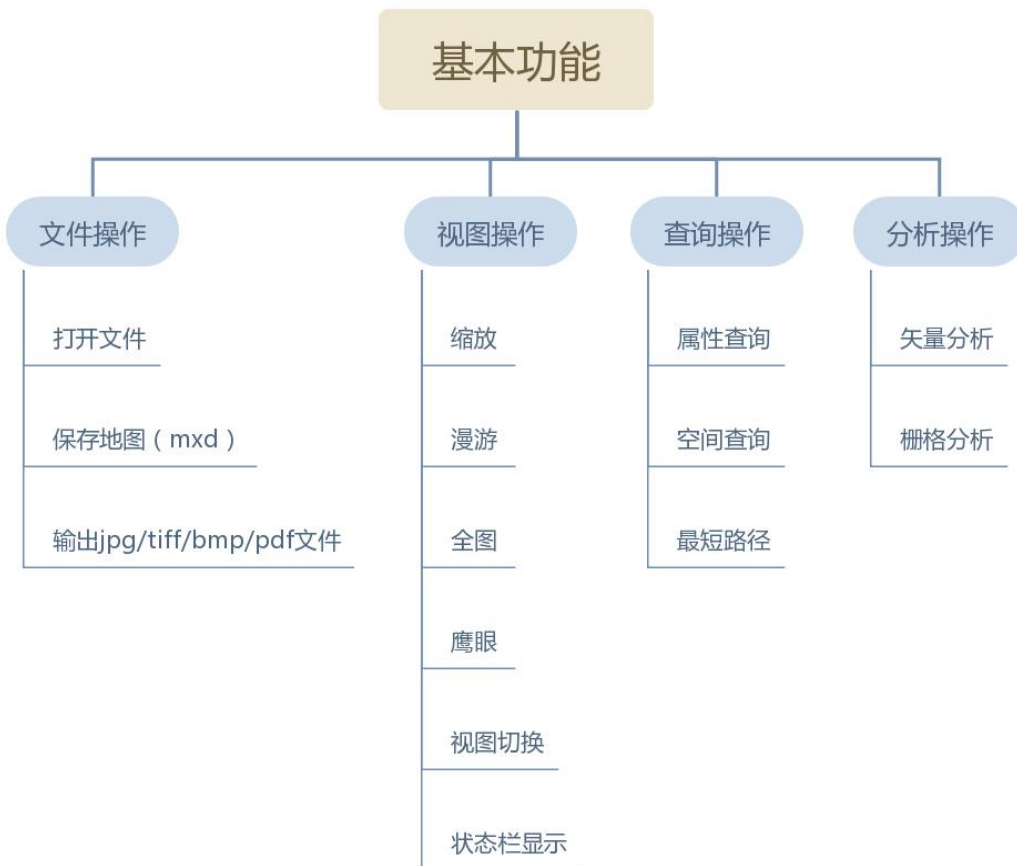 基本功能
文件操作
打开文件
保存地图（mxd）
输出jpg/tiff/bmp/pdf文件
视图操作
缩放
漫游
全图
鹰眼
视图切换
状态栏显示
查询操作
属性查询
空间查询
最短路径
分析操作
矢量分析
栅格分析